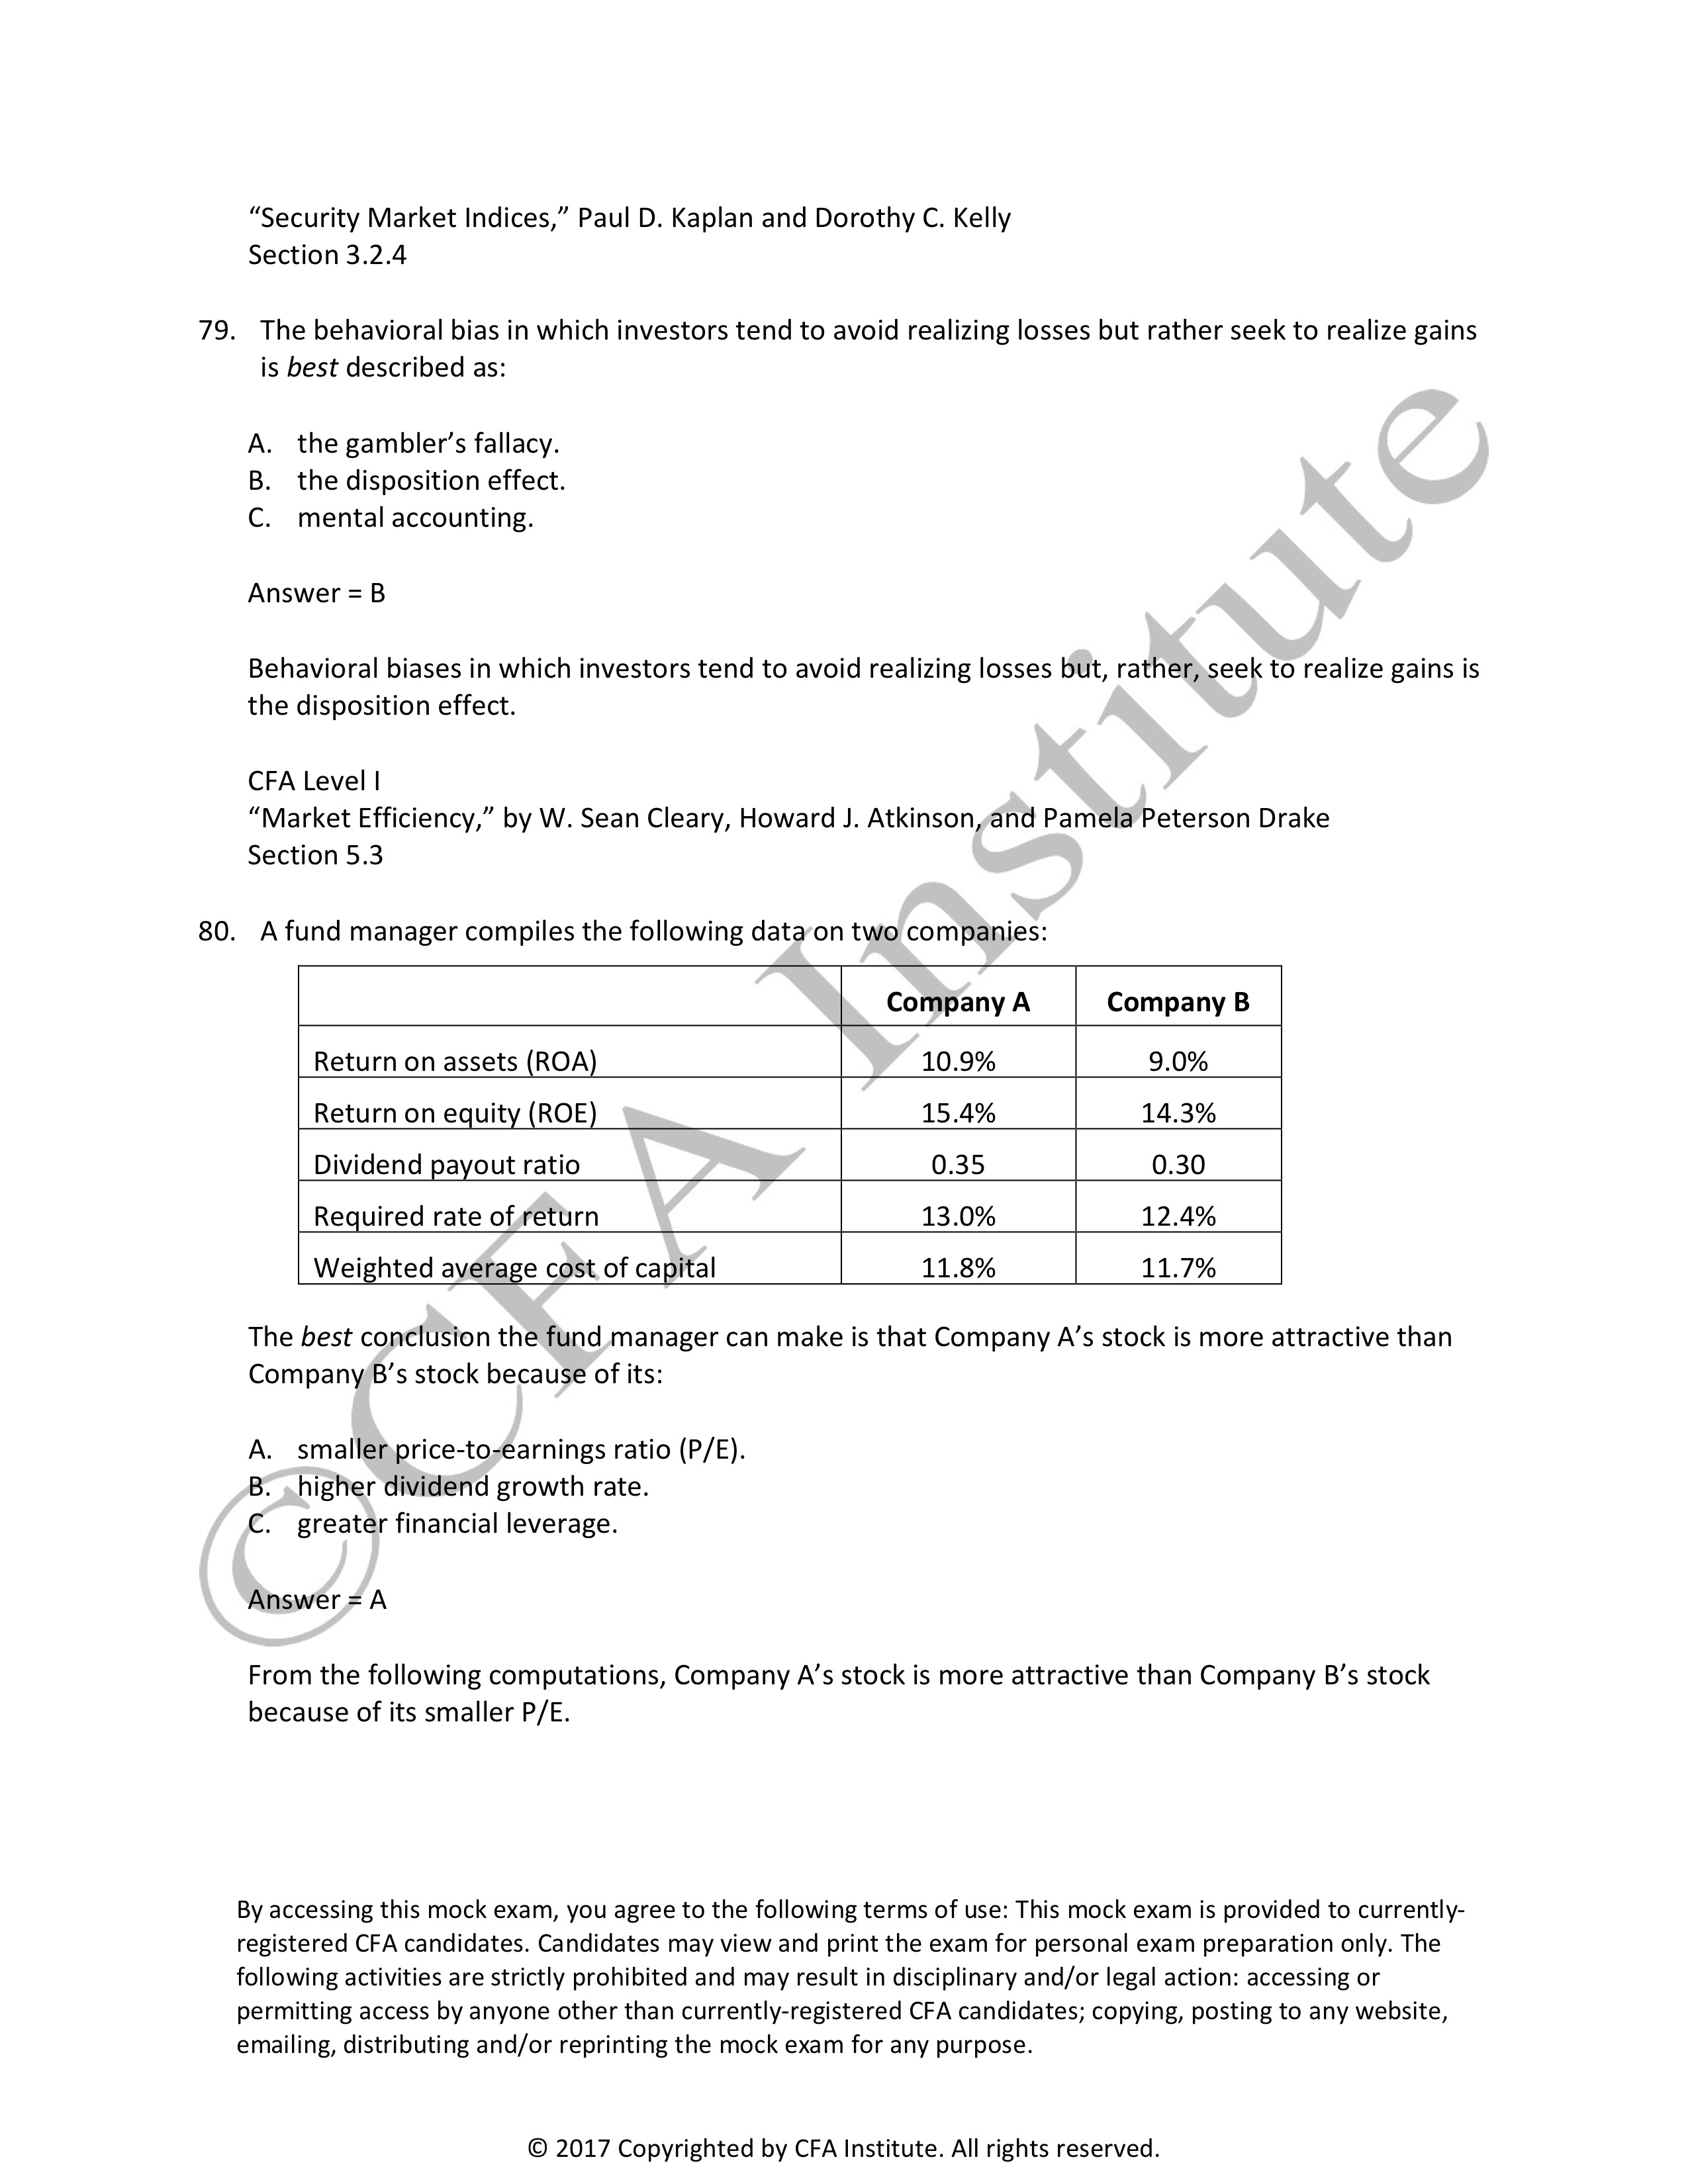 “Security Market Indices,” Paul D. Kaplan and Dorothy C. Kelly
Section 3.2.4
79. The behavioral bias in which investors tend to avoid realizing losses but rather seek to realize gains
is best described as:
A. the gambler’s fallacy.
B. the disposition effect.
C. mental accounting.
Answer = B
Behavioral biases in which investors tend to avoid realizing losses but, rather, seek to realize gains is
the disposition effect.
CFA Level I
“Market Efficiency,” by W. Sean Cleary, Howard J. Atkinson, and Pamela Peterson Drake
Section 5.3
80. A fund manager compiles the following data on two companies:
Company A Company B
Return on assets (ROA) 10.9% 9.0%
Return on equity (ROE) 15.4% 14.3%
Dividend payout ratio 0.35 0.30
Required rate of return 13.0% 12.4%
Weighted average cost of capital 11.8% 11.7%
The best conclusion the fund manager can make is that Company A’s stock is more attractive than
Company B’s stock because of its:
A. smaller price-to-earnings ratio (P/E).
B. higher dividend growth rate.
C. greater financial leverage.
Answer = A
From the following computations, Company A’s stock is more attractive than Company B’s stock
because of its smaller P/E.
By accessing this mock exam, you agree to the following terms of use: This mock exam is provided to currently-
registered CFA candidates. Candidates may view and print the exam for personal exam preparation only. The
following activities are strictly prohibited and may result in disciplinary and/or legal action: accessing or
permitting access by anyone other than currently-registered CFA candidates; copying, posting to any website,
emailing, distributing and/or reprinting the mock exam for any purpose.
© 2017 Copyrighted by CFA Institute. All rights reserved.
© CFA Institute